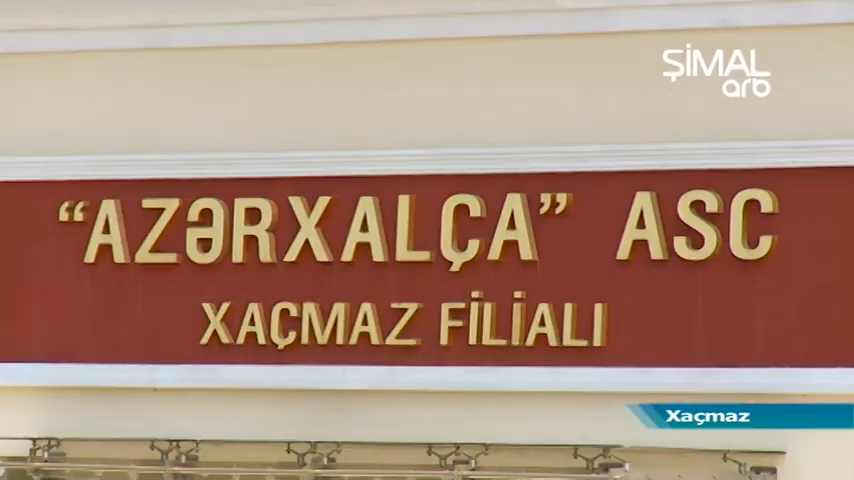 ŞİMAL
arb
“AZƏRXALÇA” ASC
XAÇMAZ FİLİALI
Xaçmaz